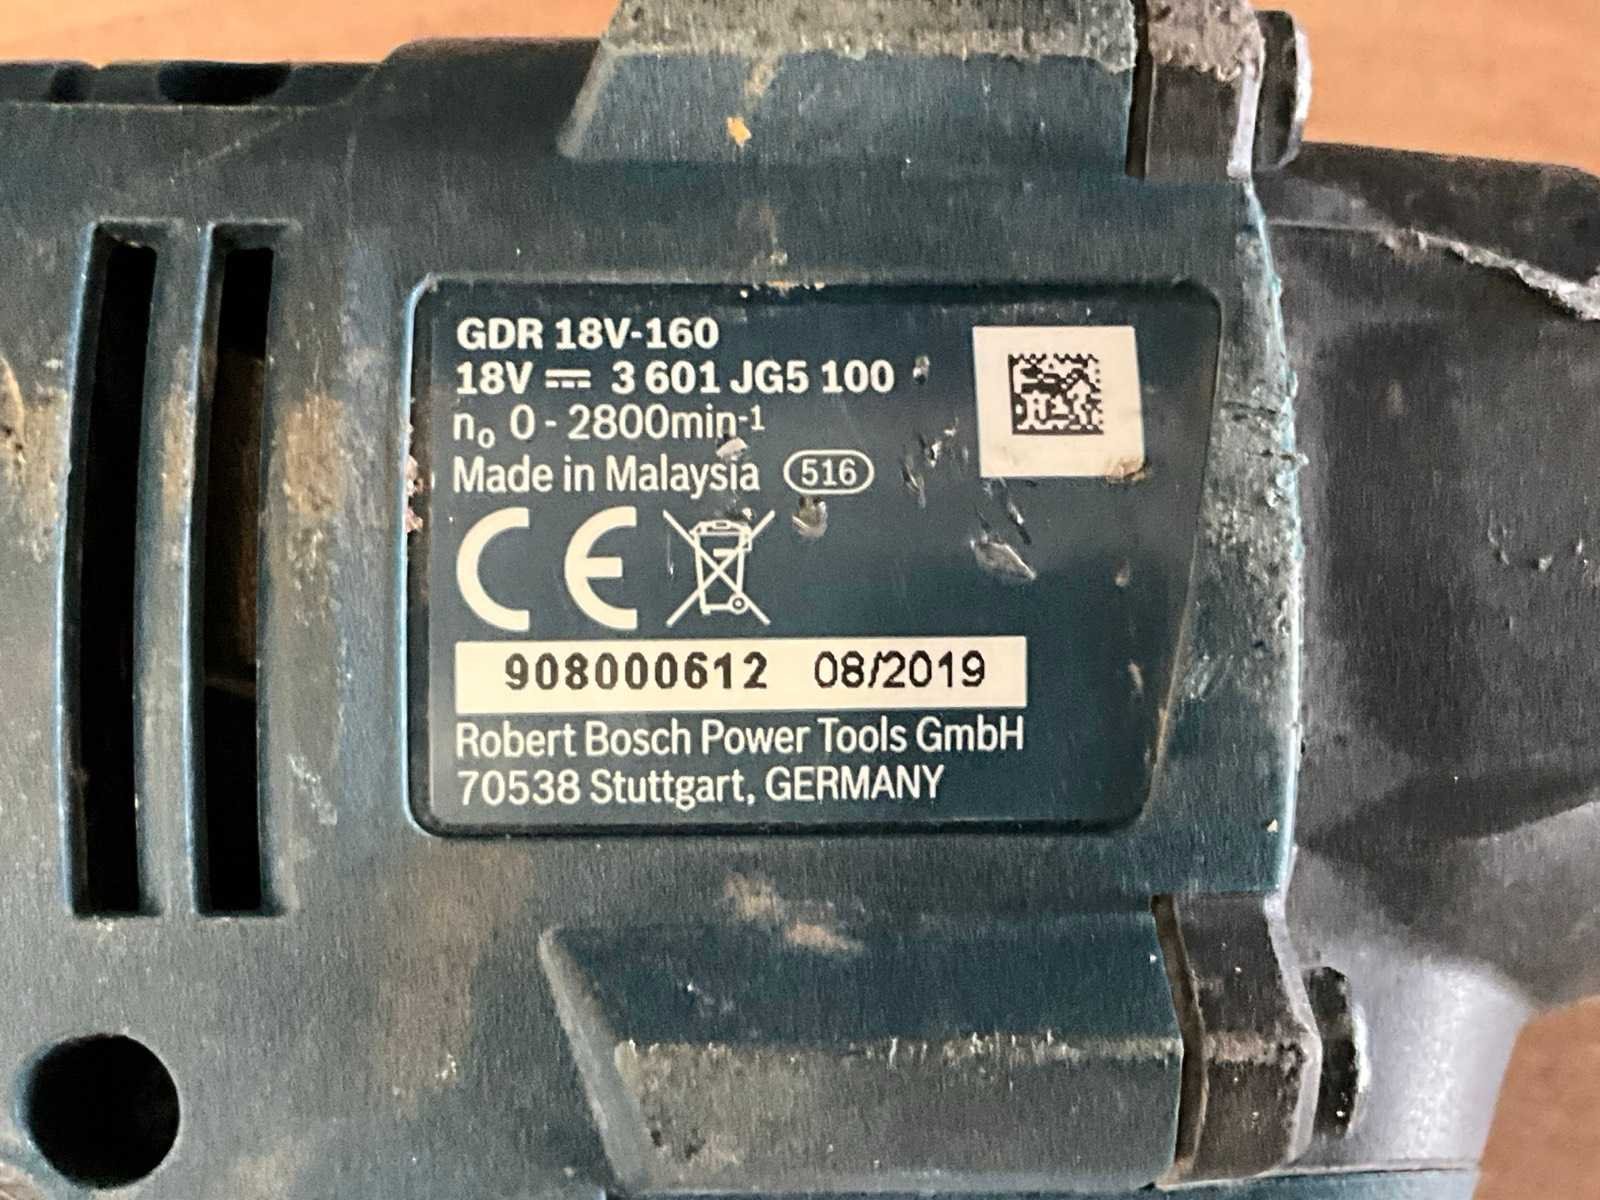 GDR 18V-160
18V ⎓ 3 601 JG5 100
n₀ 0 - 2800min⁻¹
Made in Malaysia 516
CE
908000612 08/2019
Robert Bosch Power Tools GmbH
70538 Stuttgart, GERMANY